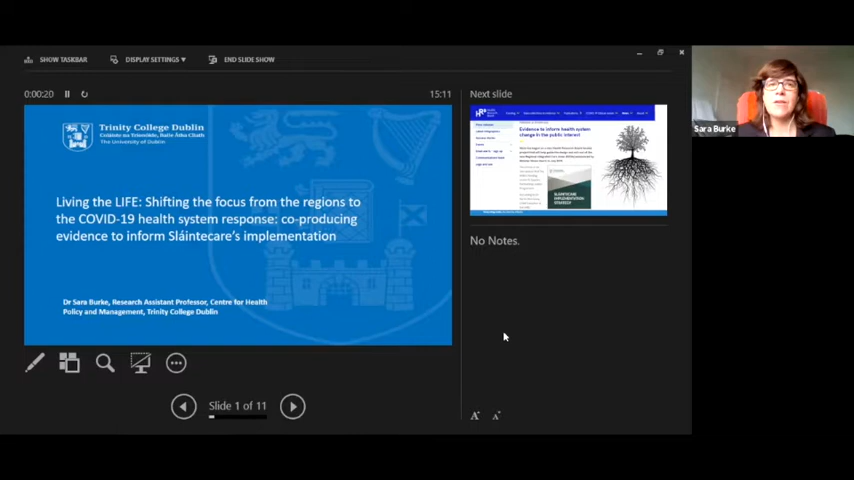 SHOW TASKBAR
DISPLAY SETTINGS ▾
END SLIDE SHOW
0:00:20
15:11
Next slide
Trinity College Dublin
Coláiste na Tríonóide, Baile Átha Cliath
The University of Dublin
Living the LIFE: Shifting the focus from the regions to
the COVID-19 health system response: co-producing
evidence to inform Sláintecare's implementation
Dr Sara Burke, Research Assistant Professor, Centre for Health
Policy and Management, Trinity College Dublin
Evidence to inform health system
change in the public interest
SLÁINTECARE
IMPLEMENTATION
STRATEGY
No Notes.
Slide 1 of 11
A
A
Sara Burke